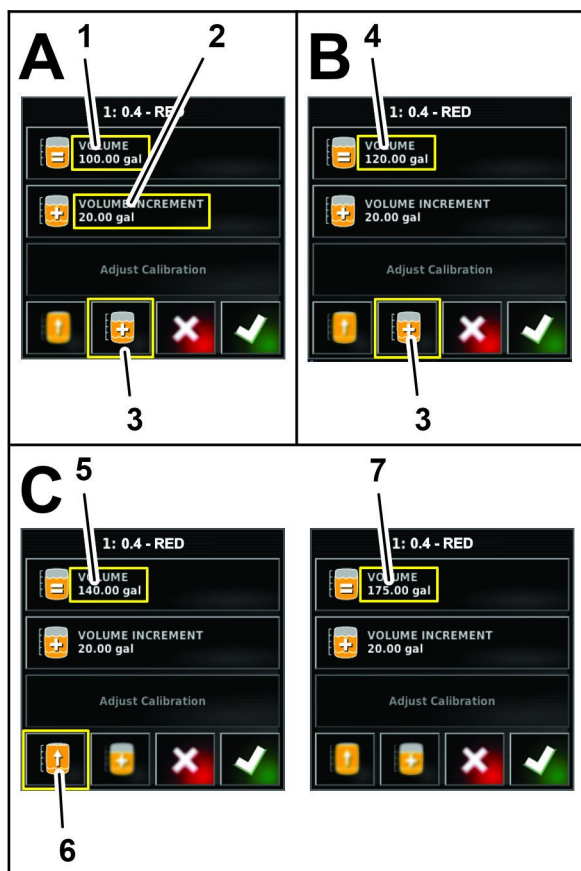 A
1
2
1: 0.4 - RED
VOLUME
100.00 gal
VOLUME INCREMENT
20.00 gal
Adjust Calibration
3
B
4
1: 0.4 - RED
VOLUME
120.00 gal
VOLUME INCREMENT
20.00 gal
Adjust Calibration
3
C
5
1: 0.4 - RED
VOLUME
140.00 gal
VOLUME INCREMENT
20.00 gal
Adjust Calibration
6
7
1: 0.4 - RED
VOLUME
175.00 gal
VOLUME INCREMENT
20.00 gal
Adjust Calibration